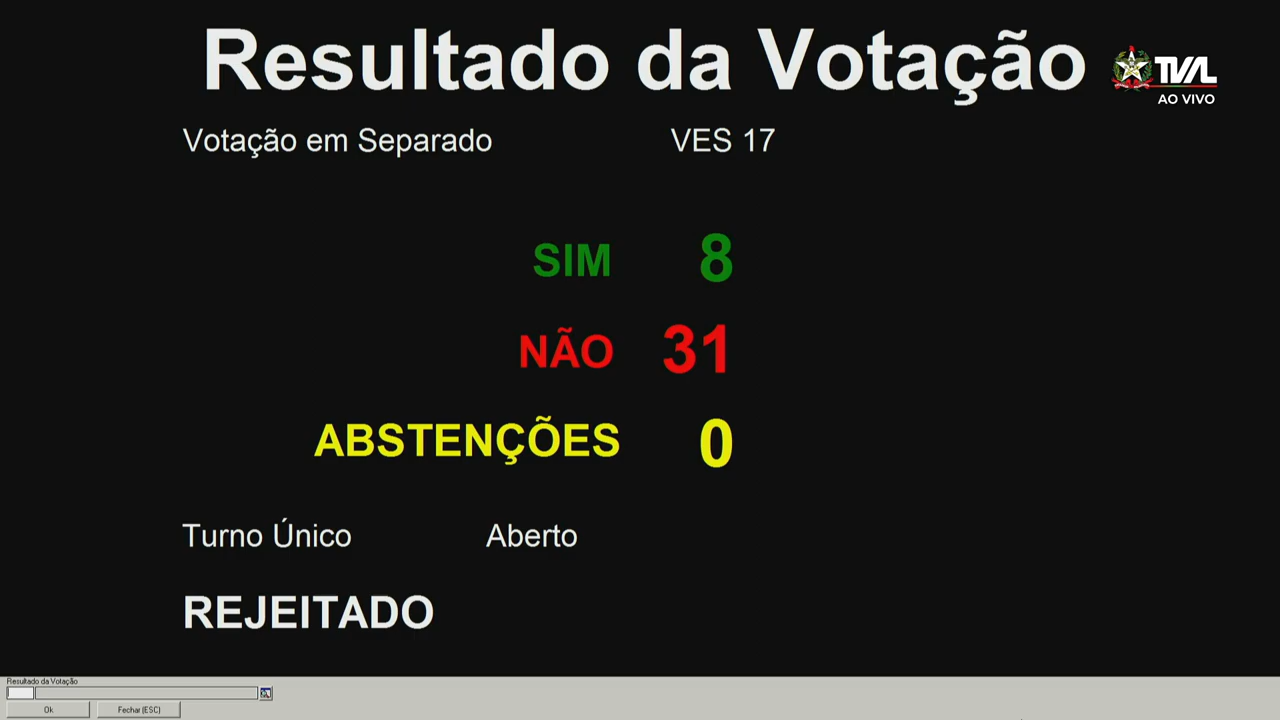 Resultado da Votação
TVAL
AO VIVO
Votação em Separado VES 17
SIM 8
NÃO 31
ABSTENÇÕES 0
Turno Único Aberto
REJEITADO
Resultado da Votação
Ok Fechar (ESC)